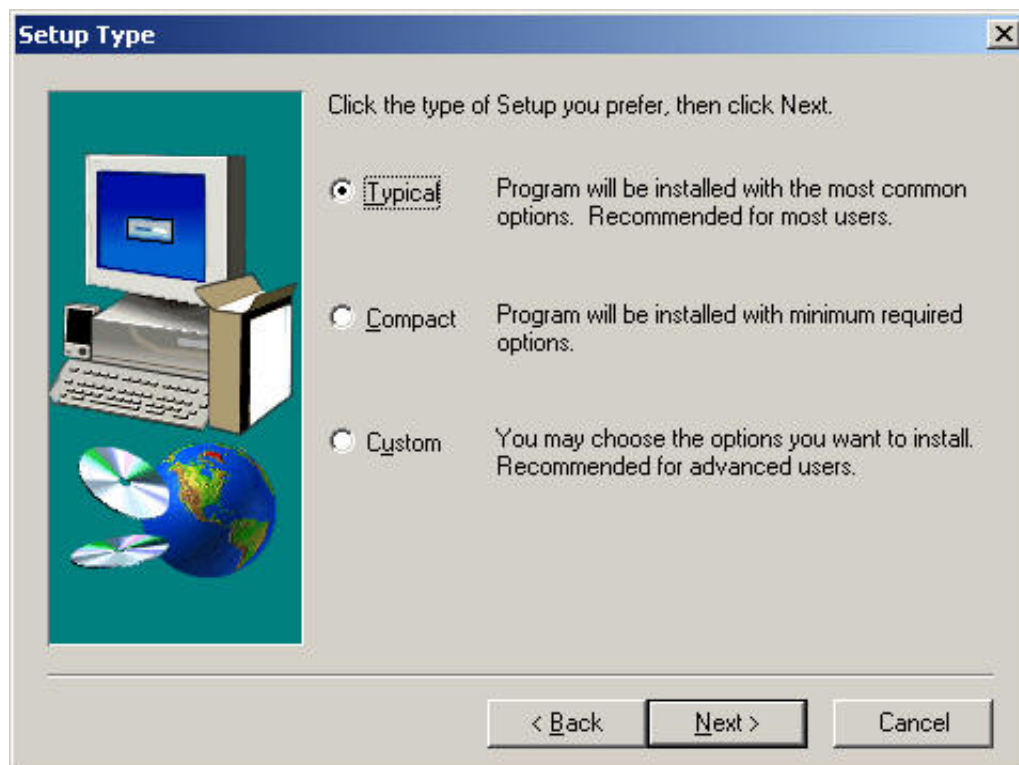 Setup Type
Click the type of Setup you prefer, then click Next.
Typical
Program will be installed with the most common
options.  Recommended for most users.
Compact
Program will be installed with minimum required
options.
Custom
You may choose the options you want to install.
Recommended for advanced users.
< Back
Next >
Cancel